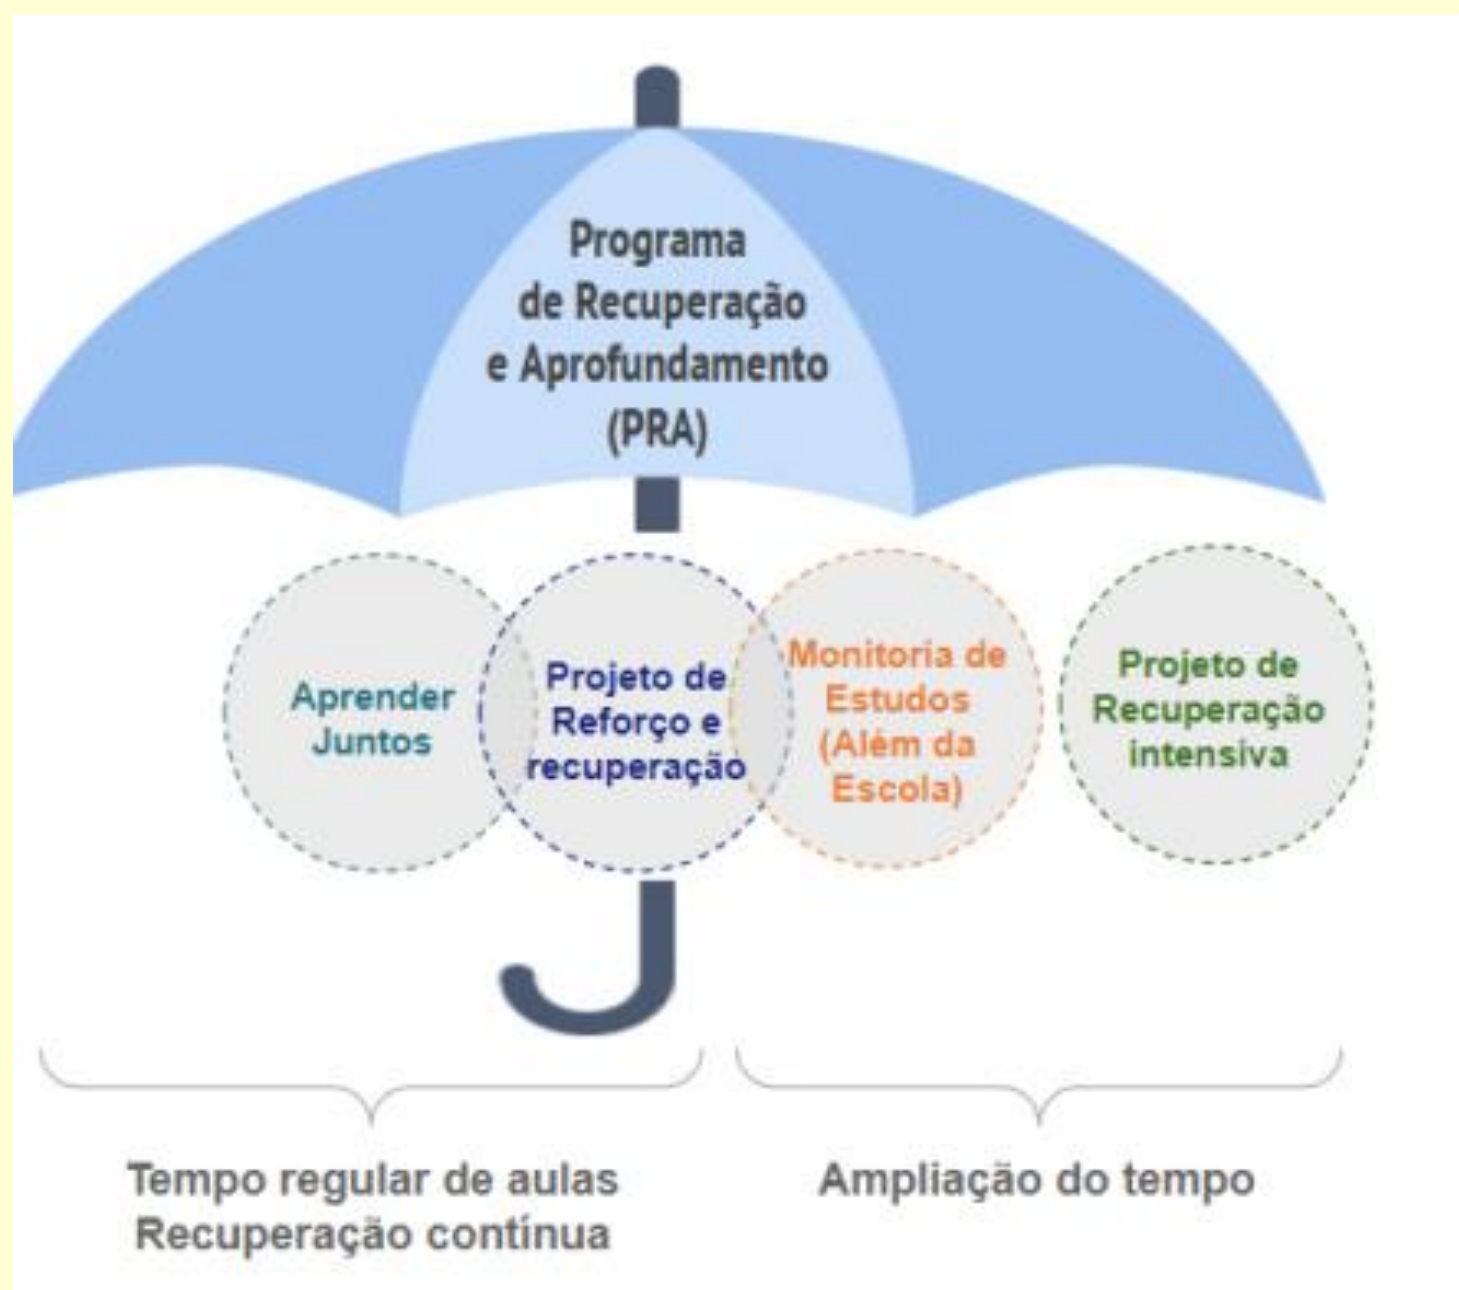 Programa
de Recuperação
e Aprofundamento
(PRA)
Aprender
Juntos
Projeto de
Reforço e
recuperação
Monitoria de
Estudos
(Além da
Escola)
Projeto de
Recuperação
intensiva
Tempo regular de aulas
Recuperação contínua
Ampliação do tempo